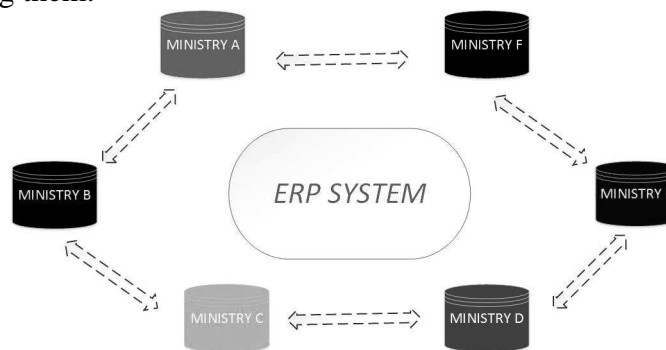 g them.
MINISTRY A
MINISTRY F
MINISTRY B
ERP SYSTEM
MINISTRY
MINISTRY C
MINISTRY D